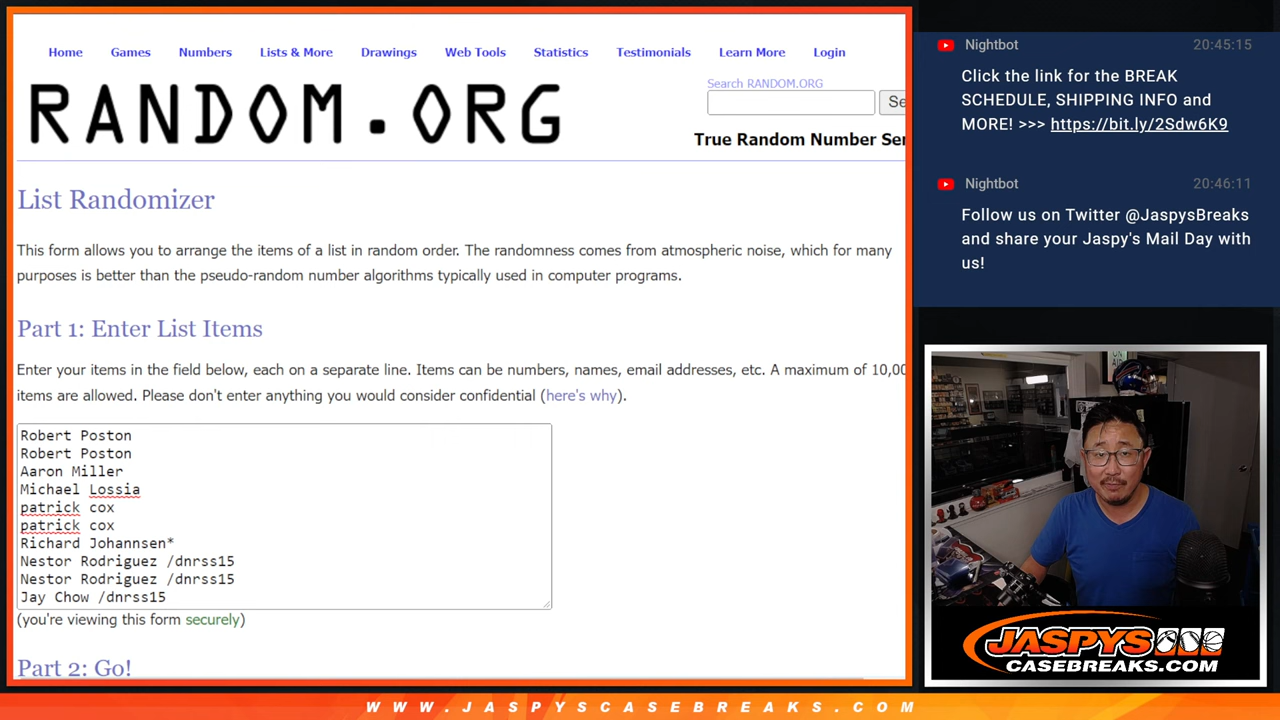 Home Games Numbers Lists & More Drawings Web Tools Statistics Testimonials Learn More Login
RANDOM.ORG
Search RANDOM.ORG
Se
True Random Number Ser
List Randomizer
This form allows you to arrange the items of a list in random order. The randomness comes from atmospheric noise, which for many
purposes is better than the pseudo-random number algorithms typically used in computer programs.
Part 1: Enter List Items
Enter your items in the field below, each on a separate line. Items can be numbers, names, email addresses, etc. A maximum of 10,00
items are allowed. Please don't enter anything you would consider confidential (here's why).
Robert Poston
Robert Poston
Aaron Miller
Michael Lossia
patrick cox
patrick cox
Richard Johannsen*
Nestor Rodriguez /dnrss15
Nestor Rodriguez /dnrss15
Jay Chow /dnrss15
(you're viewing this form securely)
Part 2: Go!
Nightbot 20:45:15
Click the link for the BREAK
SCHEDULE, SHIPPING INFO and
MORE! >>> https://bit.ly/2Sdw6K9
Nightbot 20:46:11
Follow us on Twitter @JaspysBreaks
and share your Jaspy's Mail Day with
us!
JASPYS
CASEBREAKS.COM
WWW.JASPYSCASEBREAKS.COM